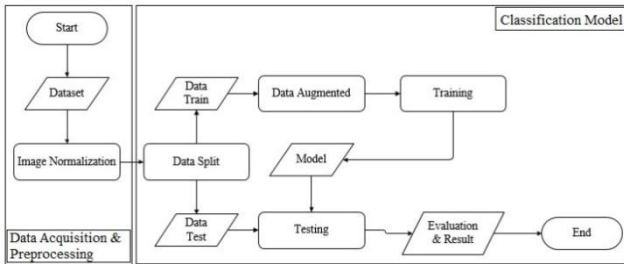 Classification Model
Start
Dataset
Image Normalization
Data Acquisition &
Preprocessing
Data Split
Data
Train
Data Augmented
Training
Model
Data
Test
Testing
Evaluation
& Result
End